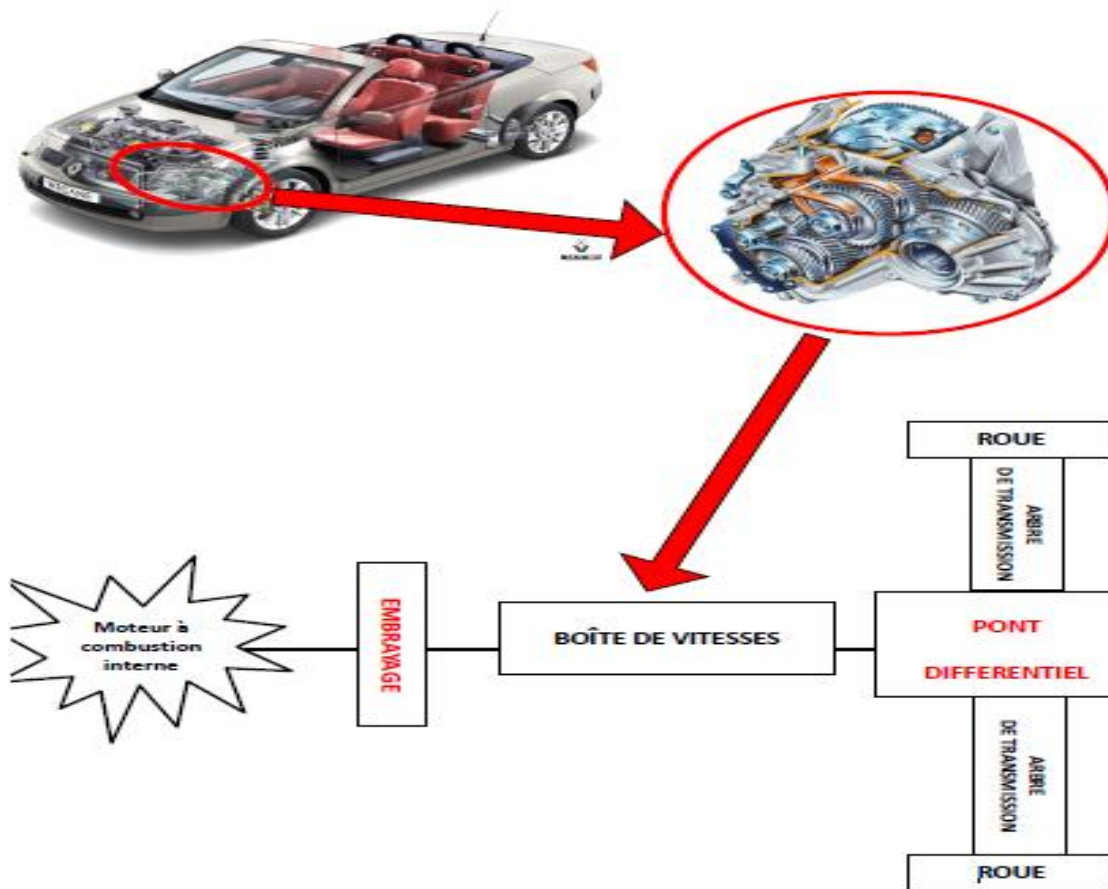 ROUE
ARBRE
DE TRANSMISSION
Moteur à
combustion
interne
EMBRAYAGE
BOÎTE DE VITESSES
PONT
DIFFERENTIEL
ARBRE
DE TRANSMISSION
ROUE